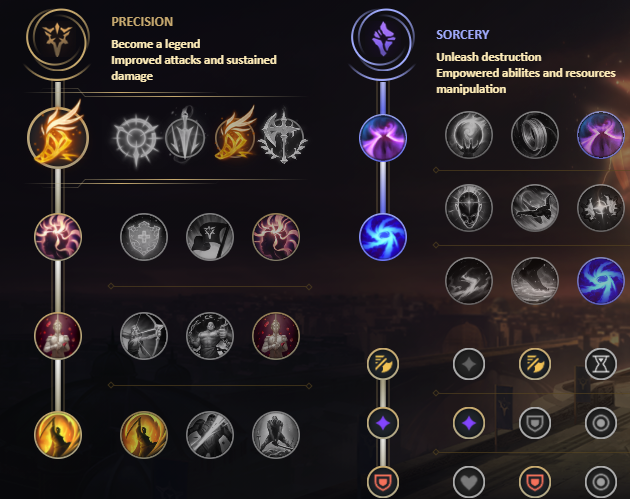 PRECISION
Become a legend
Improved attacks and sustained
damage
SORCERY
Unleash destruction
Empowered abilites and resources
manipulation